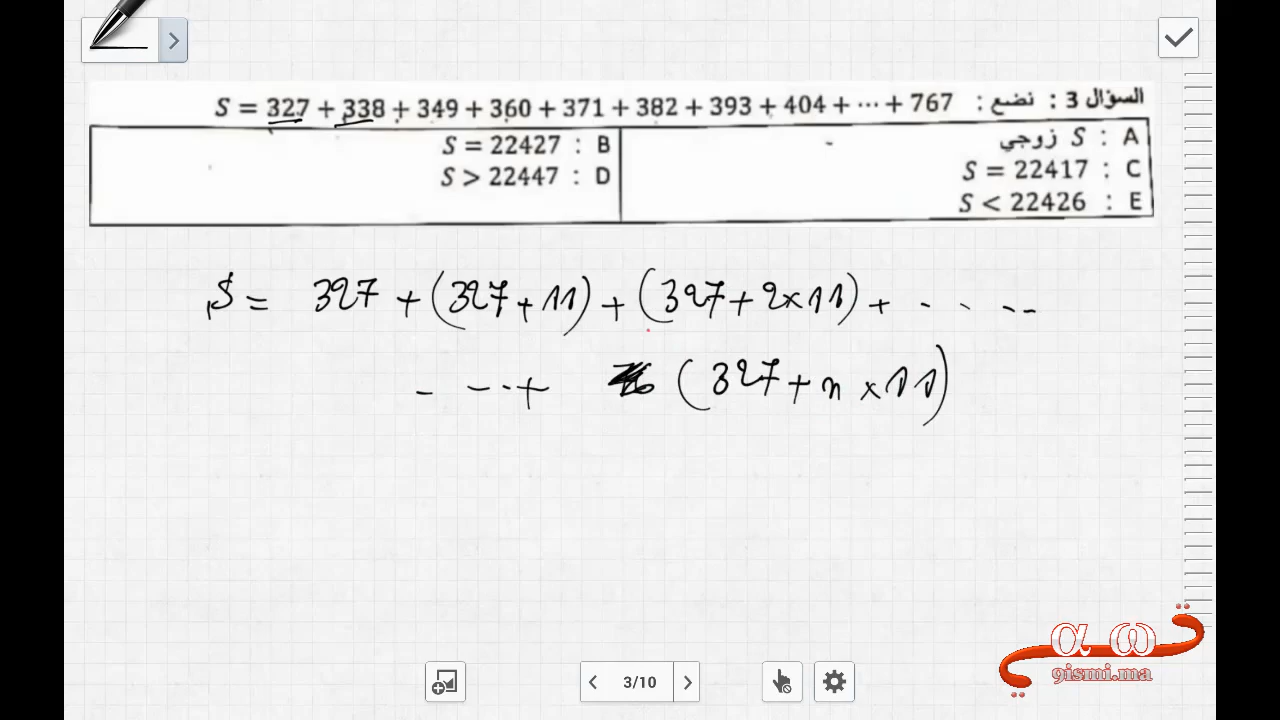 السؤال 3 : نضع : S = 327 + 338 + 349 + 360 + 371 + 382 + 393 + 404 + ⋯ + 767
A : S زوجي
B : S = 22427
C : S = 22417
D : S > 22447
E : S < 22426
S = 327 + (327 + 11) + (327 + 2×11) + . . . .
- - . . + (327 + n × 11)
3/10
α ω
9ismi.ma